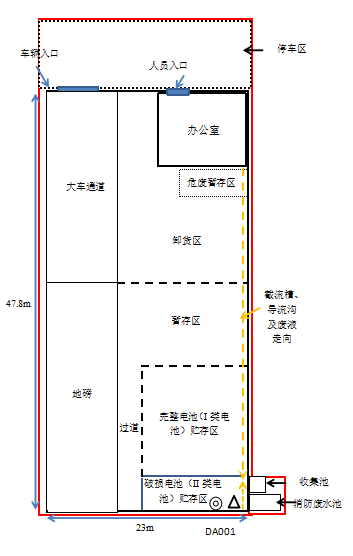 停车区
车辆入口
人员入口
办公室
大车通道
危废暂存区
卸货区
47.8m
截流槽、
导流沟
及废液
走向
暂存区
地磅
过道
完整电池（I 类电
池）贮存区
破损电池（II 类电
池）贮存区
收集池
消防废水池
23m
DA001